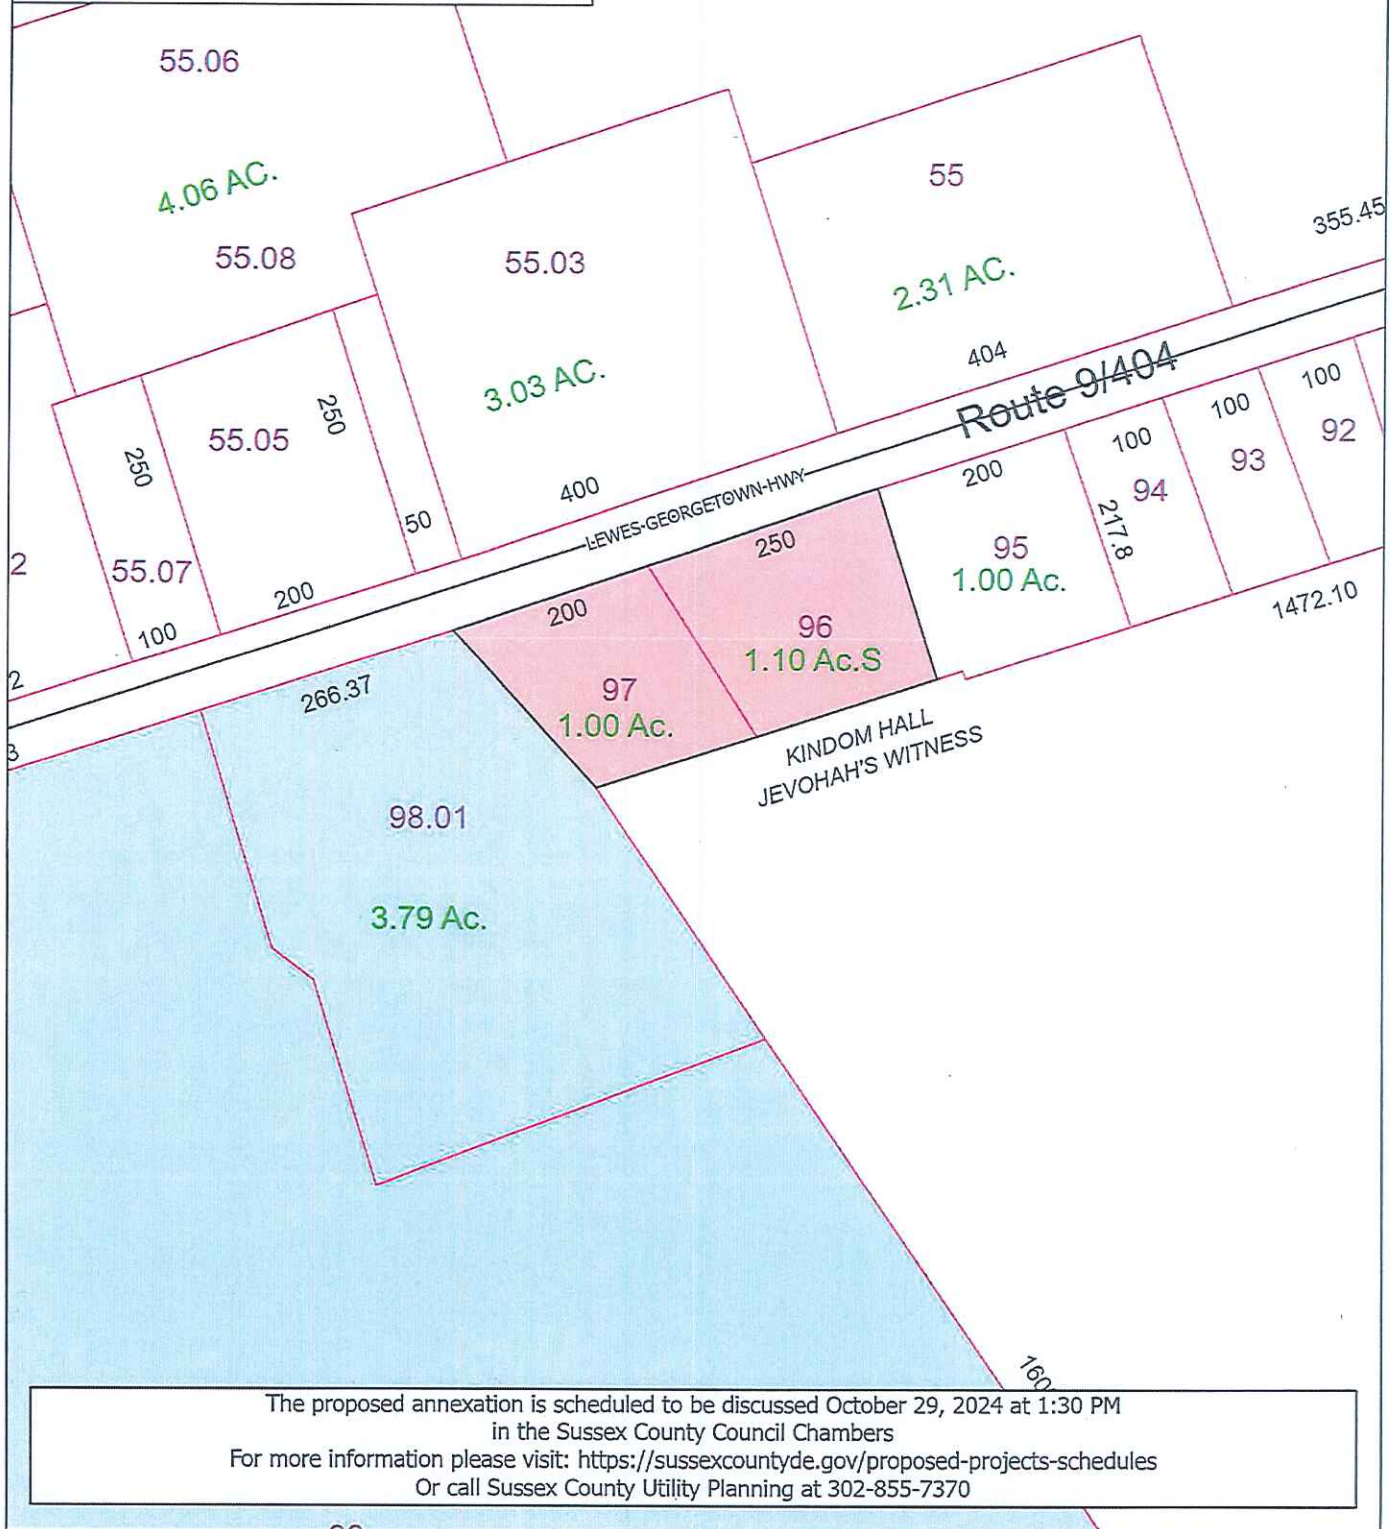 55.06
4.06 AC.
55.08
55.03
3.03 AC.
55
2.31 AC.
355.45
404
Route 9/404
250
55.05
250
50
400
LEWES-GEORGETOWN-HWY
2
55.07
100
200
200
100
100
100
92
93
94
217.8
95
1.00 Ac.
1472.10
250
96
1.10 Ac.S
200
97
1.00 Ac.
KINDOM HALL
JEVOHAH'S WITNESS
2
3
266.37
98.01
3.79 Ac.
160
The proposed annexation is scheduled to be discussed October 29, 2024 at 1:30 PM
in the Sussex County Council Chambers
For more information please visit: https://sussexcountyde.gov/proposed-projects-schedules
Or call Sussex County Utility Planning at 302-855-7370